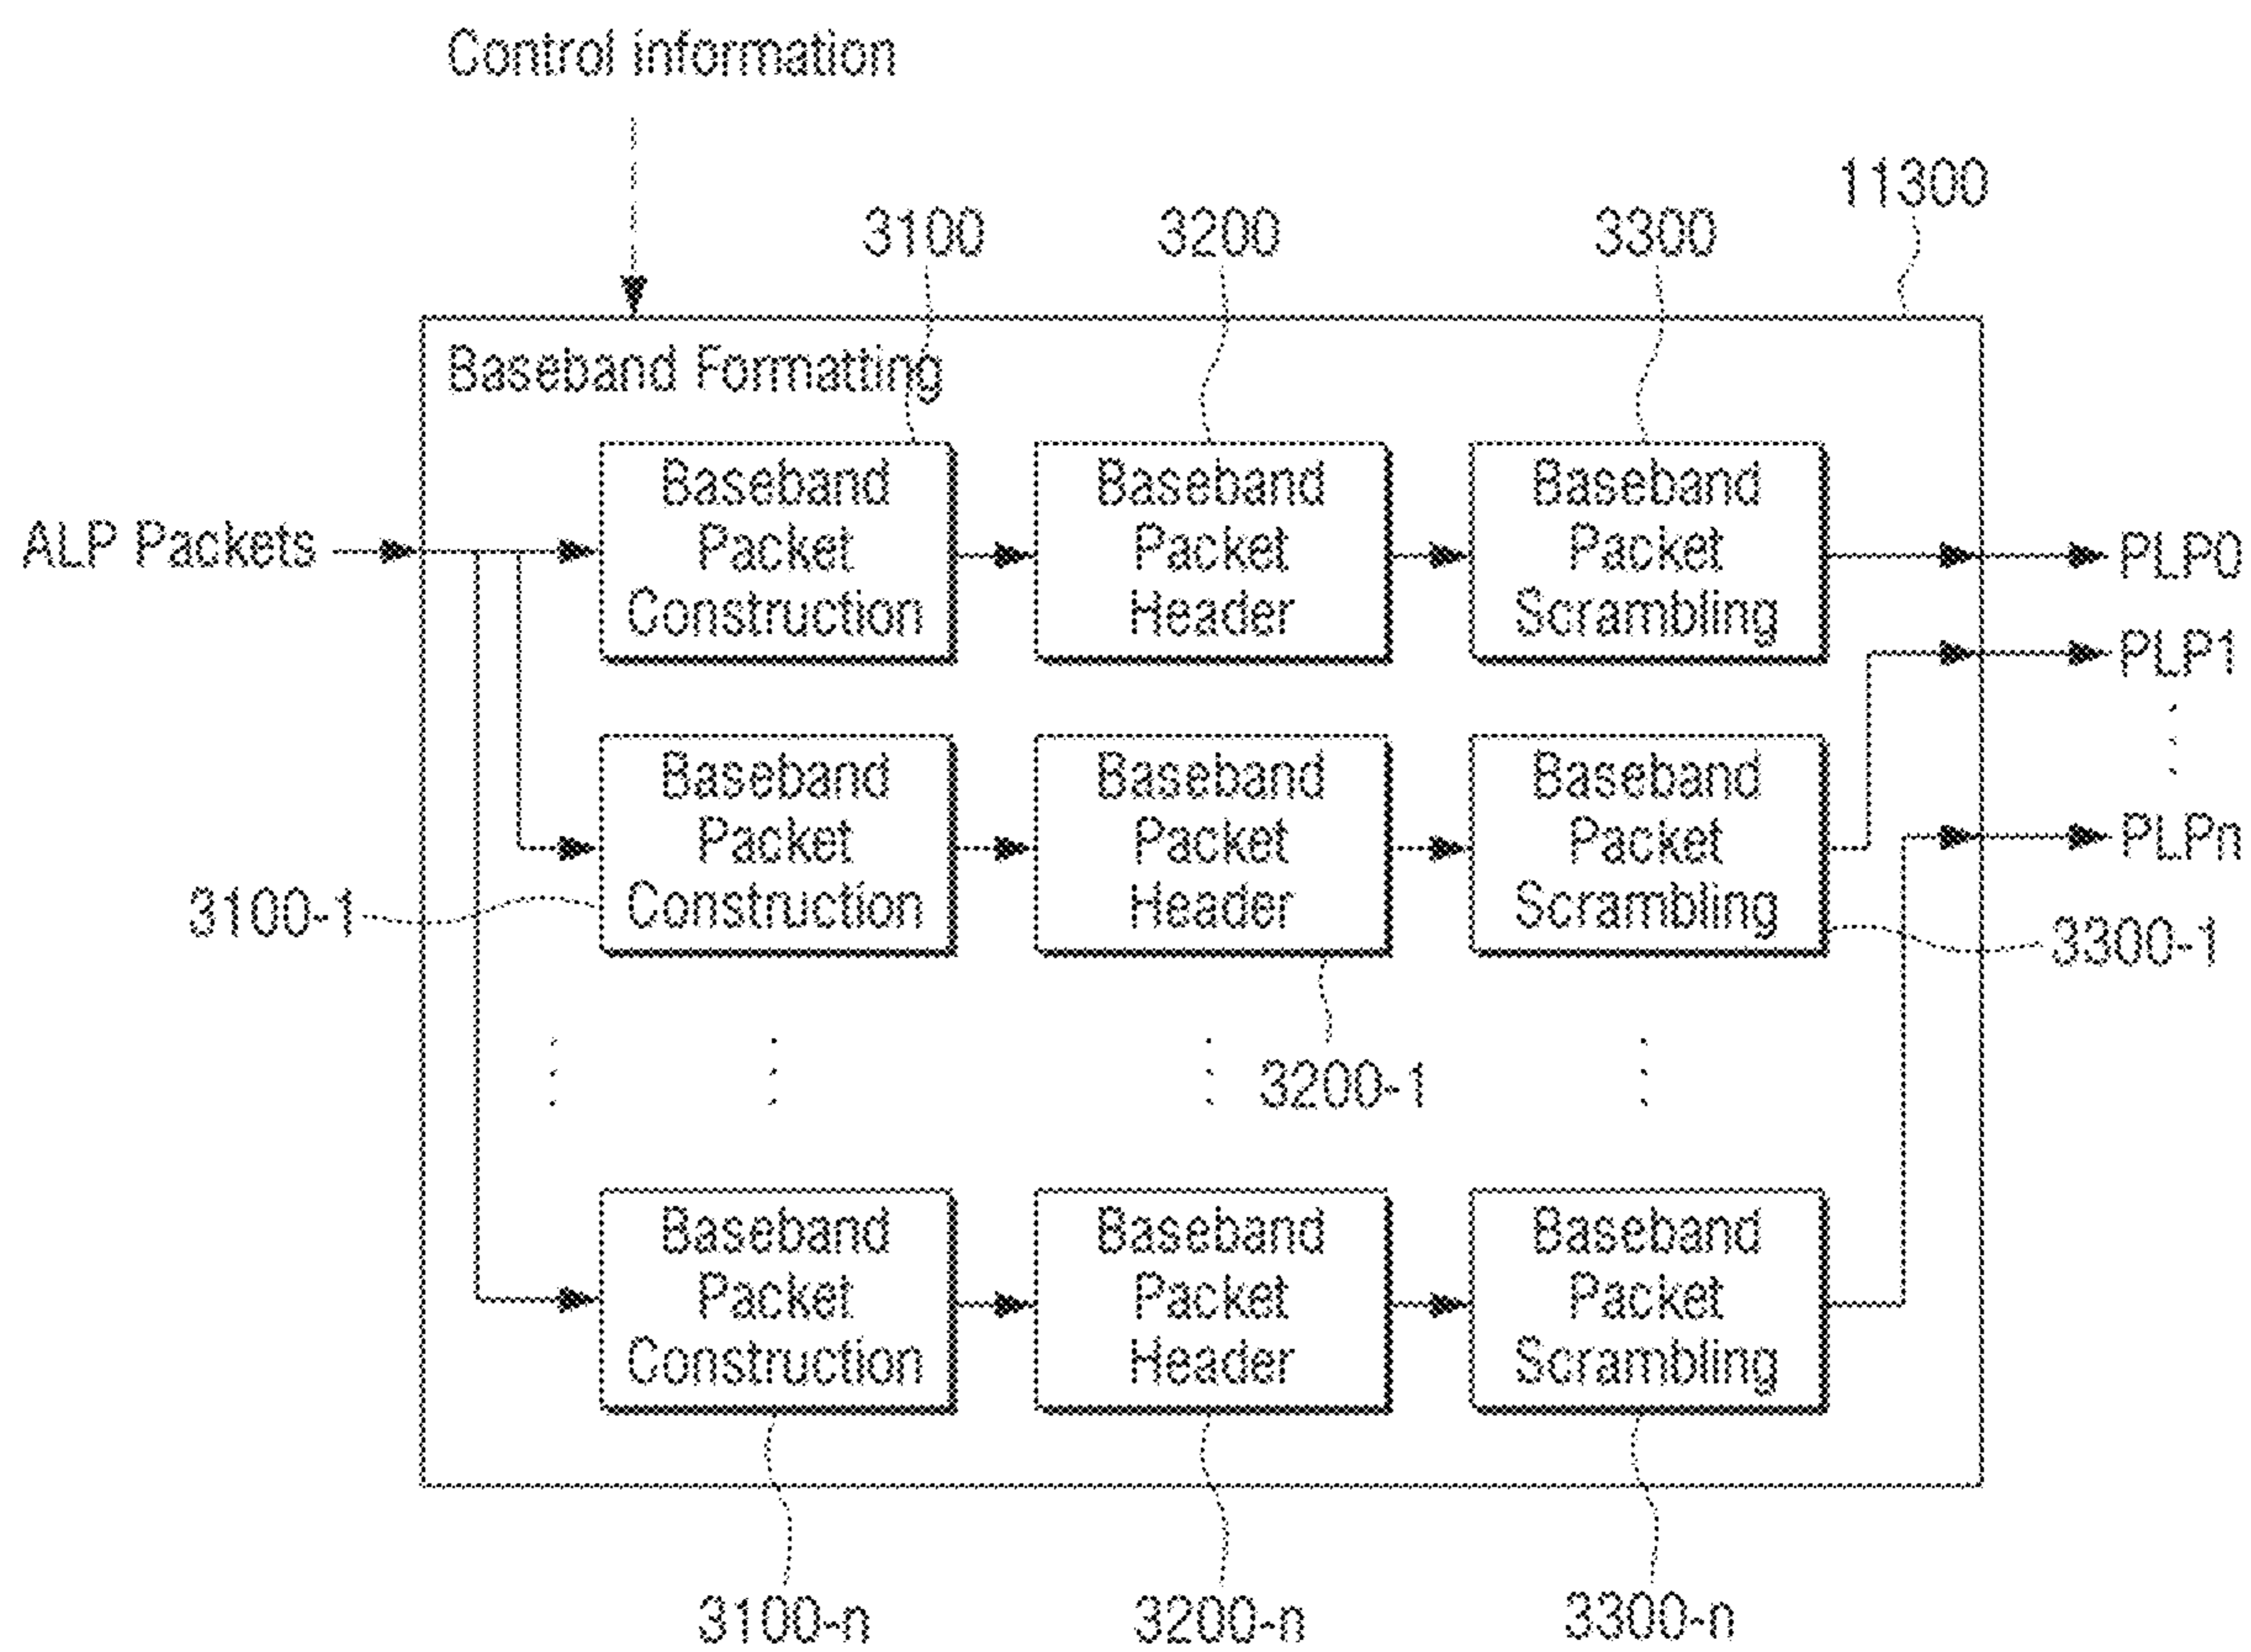 Control information
11300
3100
3200
3300
Baseband Formatting
ALP Packets
Baseband
Packet
Construction
Baseband
Packet
Header
Baseband
Packet
Scrambling
PLP0
PLP1
PLPn
Baseband
Packet
Construction
Baseband
Packet
Header
Baseband
Packet
Scrambling
3100-1
3300-1
3200-1
Baseband
Packet
Construction
Baseband
Packet
Header
Baseband
Packet
Scrambling
3100-n
3200-n
3300-n